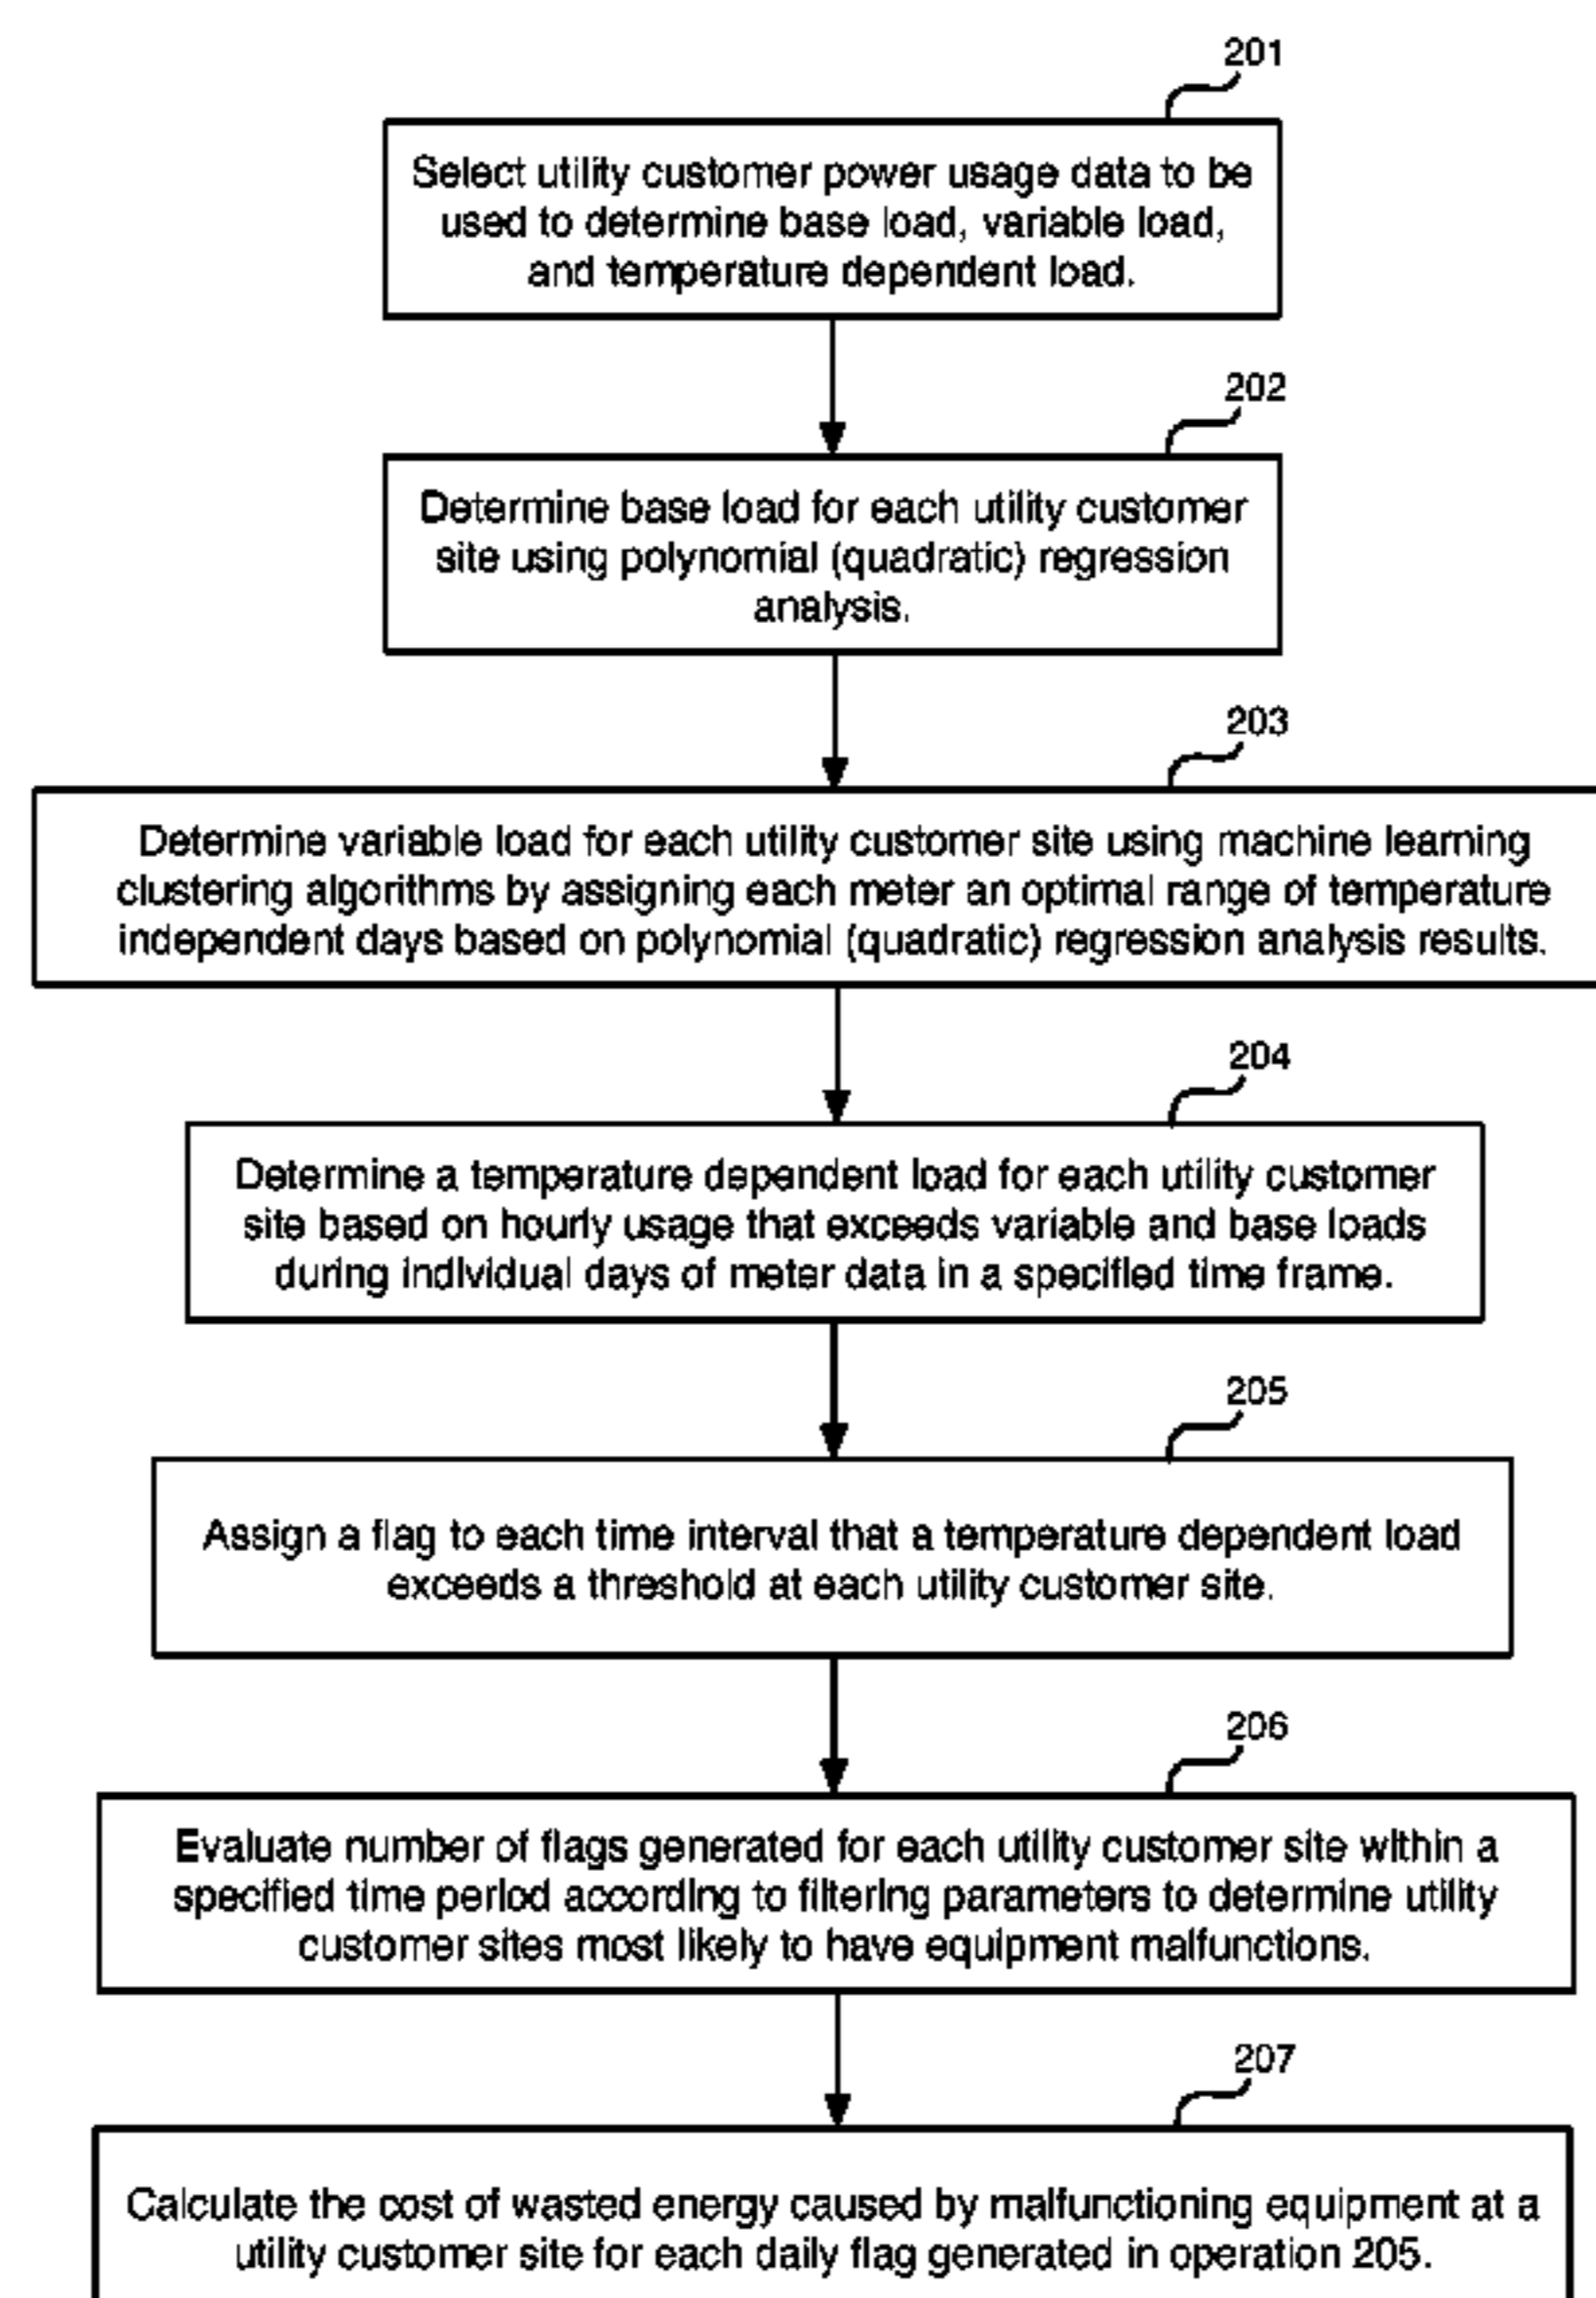 201
Select utility customer power usage data to be
used to determine base load, variable load,
and temperature dependent load.
202
Determine base load for each utility customer
site using polynomial (quadratic) regression
analysis.
203
Determine variable load for each utility customer site using machine learning
clustering algorithms by assigning each meter an optimal range of temperature
independent days based on polynomial (quadratic) regression analysis results.
204
Determine a temperature dependent load for each utility customer
site based on hourly usage that exceeds variable and base loads
during individual days of meter data in a specified time frame.
205
Assign a flag to each time interval that a temperature dependent load
exceeds a threshold at each utility customer site.
206
Evaluate number of flags generated for each utility customer site within a
specified time period according to filtering parameters to determine utility
customer sites most likely to have equipment malfunctions.
207
Calculate the cost of wasted energy caused by malfunctioning equipment at a
utility customer site for each daily flag generated in operation 205.